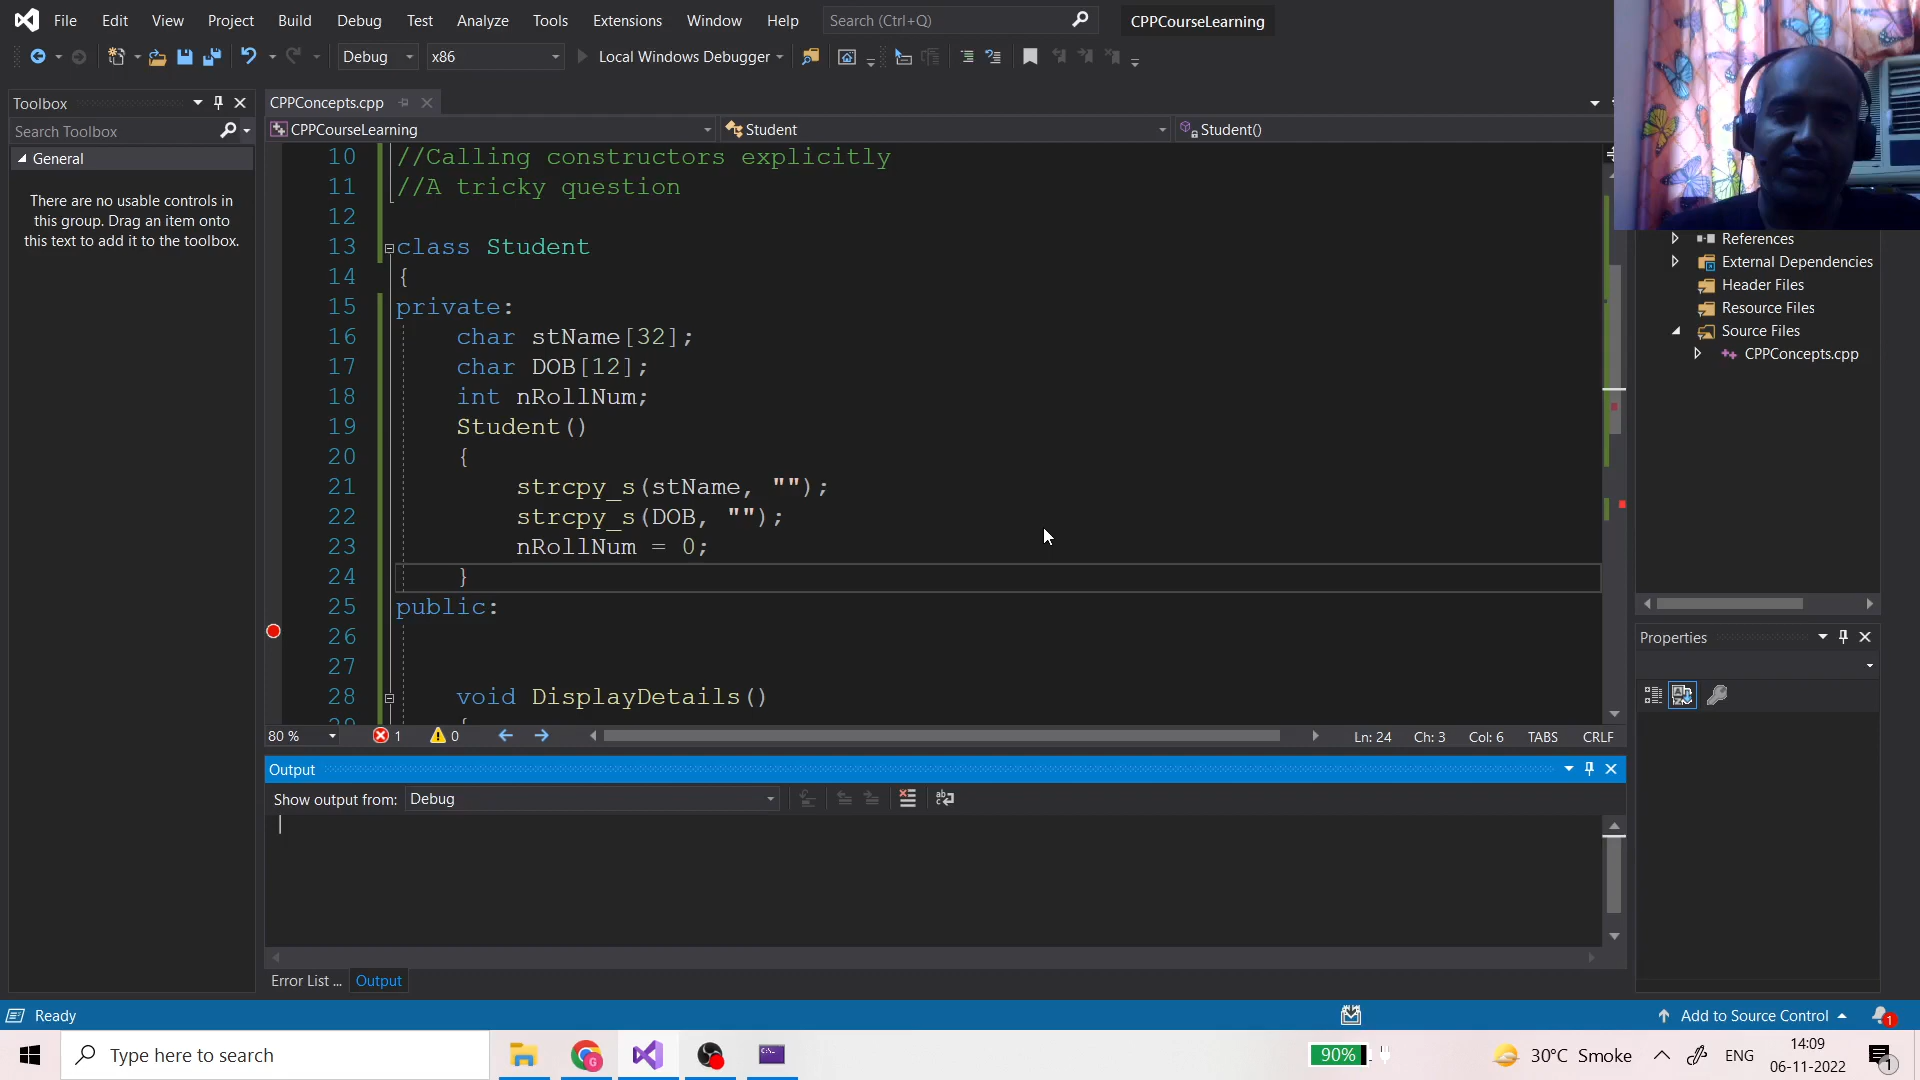 File Edit View Project Build Debug Test Analyze Tools Extensions Window Help Search (Ctrl+Q) CPPCourseLearning
Debug x86 Local Windows Debugger
Toolbox
Search Toolbox
General
There are no usable controls in
this group. Drag an item onto
this text to add it to the toolbox.
CPPConcepts.cpp
CPPCourseLearning Student Student()
10 //Calling constructors explicitly
11 //A tricky question
12
13 class Student
14 {
15 private:
16 char stName[32];
17 char DOB[12];
18 int nRollNum;
19 Student()
20 {
21 strcpy_s(stName, "");
22 strcpy_s(DOB, "");
23 nRollNum = 0;
24 }
25 public:
26
27
28 void DisplayDetails()
29 {
80 % 1 0 Ln: 24 Ch: 3 Col: 6 TABS CRLF
Output
Show output from: Debug
Error List ... Output
References
External Dependencies
Header Files
Resource Files
Source Files
CPPConcepts.cpp
Properties
Ready Add to Source Control 1
Type here to search
90% 30°C Smoke ENG
14:09
06-11-2022
1